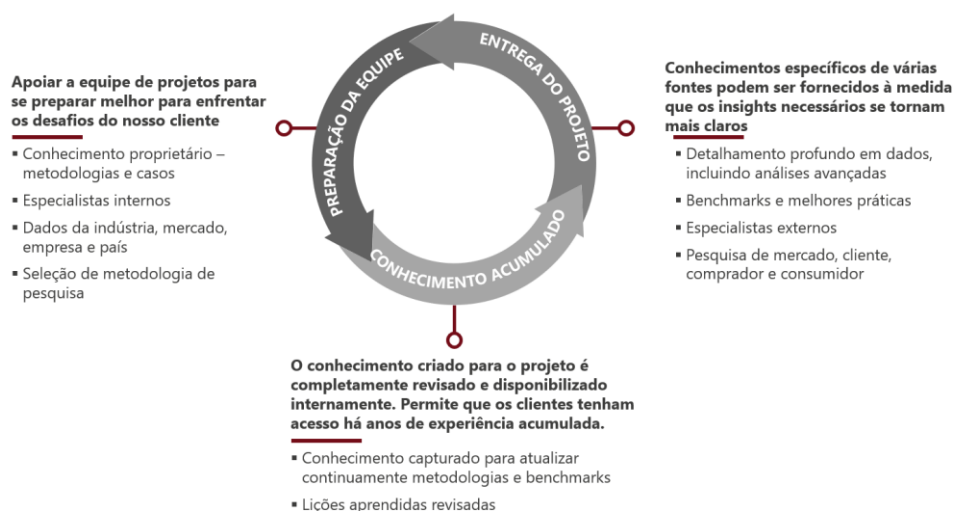 PREPARAÇÃO DA EQUIPE
ENTREGA DO PROJETO
CONHECIMENTO ACUMULADO
Apoiar a equipe de projetos para
se preparar melhor para enfrentar
os desafios do nosso cliente
▪ Conhecimento proprietário –
metodologias e casos
▪ Especialistas internos
▪ Dados da indústria, mercado,
empresa e país
▪ Seleção de metodologia de
pesquisa
Conhecimentos específicos de várias
fontes podem ser fornecidos à medida
que os insights necessários se tornam
mais claros
▪ Detalhamento profundo em dados,
incluindo análises avançadas
▪ Benchmarks e melhores práticas
▪ Especialistas externos
▪ Pesquisa de mercado, cliente,
comprador e consumidor
O conhecimento criado para o projeto é
completamente revisado e disponibilizado
internamente. Permite que os clientes tenham
acesso há anos de experiência acumulada.
▪ Conhecimento capturado para atualizar
continuamente metodologias e benchmarks
▪ Lições aprendidas revisadas